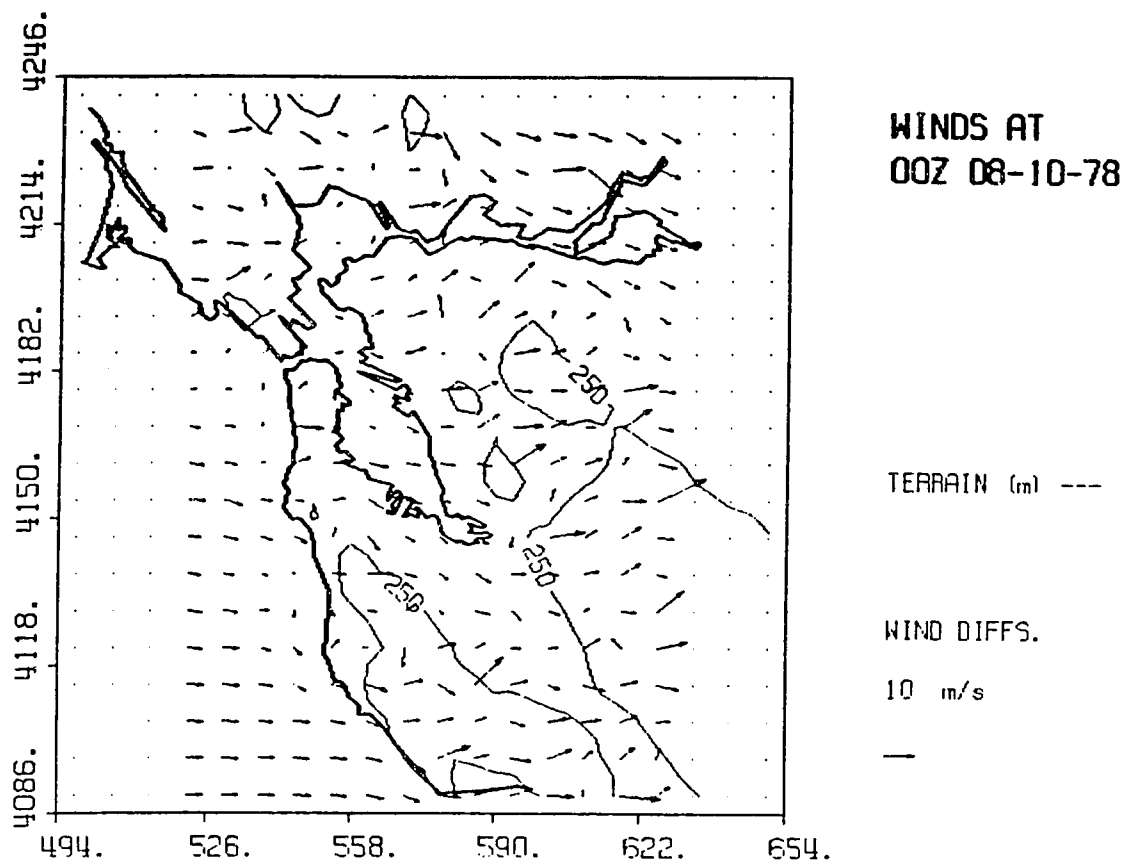 WINDS AT
00Z 08-10-78
4246.
4214.
4182.
4150.
4118.
4086.
250
250
250
TERRAIN (m) ---
WIND DIFFS.
10 m/s
494. 526. 558. 590. 622. 654.